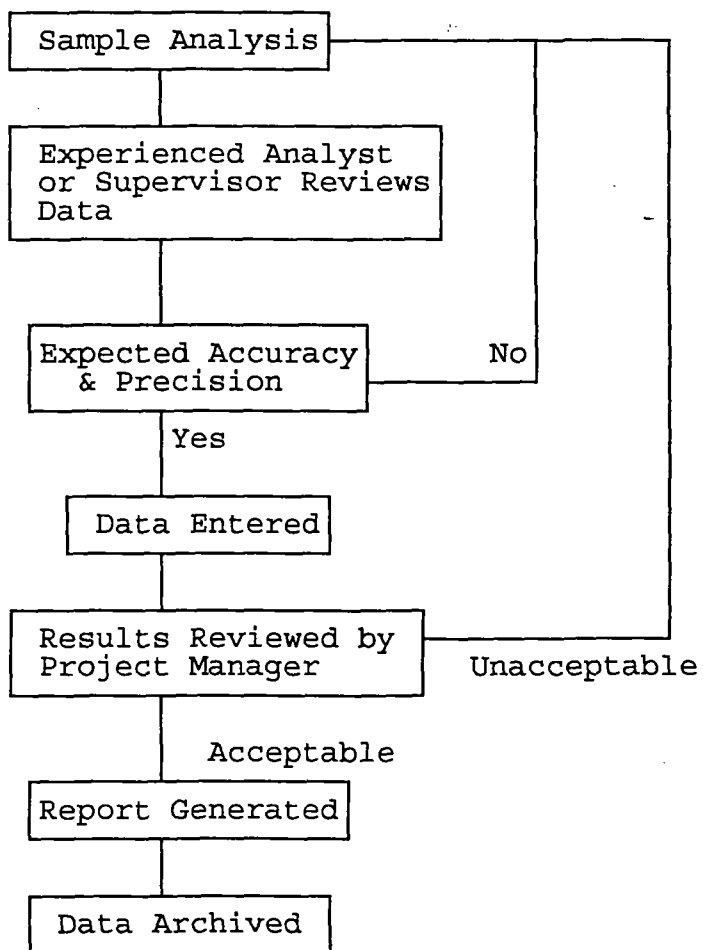 Sample Analysis
Experienced Analyst
or Supervisor Reviews
Data
Expected Accuracy
& Precision
No
Yes
Data Entered
Results Reviewed by
Project Manager
Unacceptable
Acceptable
Report Generated
Data Archived